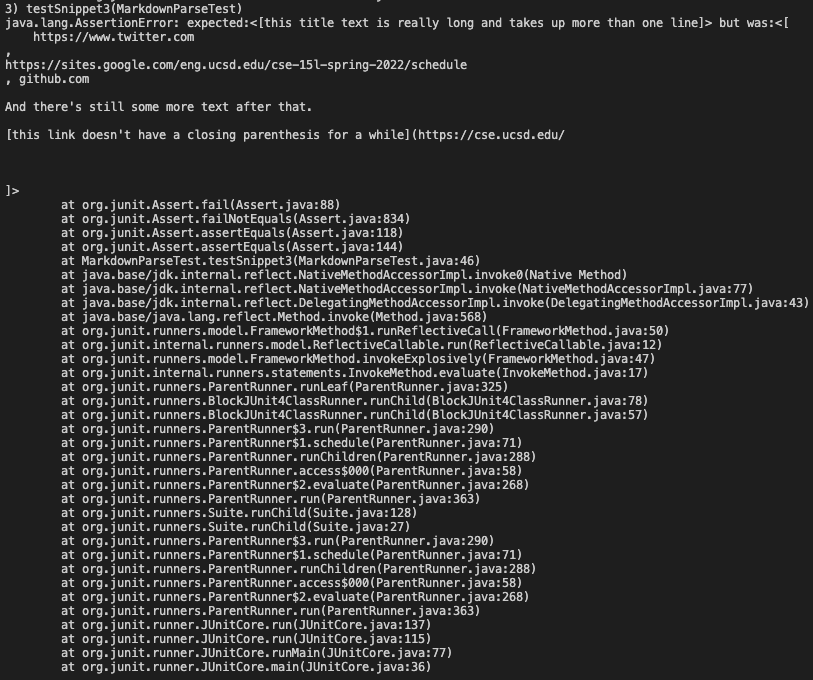 3) testSnippet3(MarkdownParseTest)
java.lang.AssertionError: expected:<[this title text is really long and takes up more than one line]> but was:<[
    https://www.twitter.com
,
https://sites.google.com/eng.ucsd.edu/cse-15l-spring-2022/schedule
, github.com

And there's still some more text after that.

[this link doesn't have a closing parenthesis for a while](https://cse.ucsd.edu/



]>
        at org.junit.Assert.fail(Assert.java:88)
        at org.junit.Assert.failNotEquals(Assert.java:834)
        at org.junit.Assert.assertEquals(Assert.java:118)
        at org.junit.Assert.assertEquals(Assert.java:144)
        at MarkdownParseTest.testSnippet3(MarkdownParseTest.java:46)
        at java.base/jdk.internal.reflect.NativeMethodAccessorImpl.invoke0(Native Method)
        at java.base/jdk.internal.reflect.NativeMethodAccessorImpl.invoke(NativeMethodAccessorImpl.java:77)
        at java.base/jdk.internal.reflect.DelegatingMethodAccessorImpl.invoke(DelegatingMethodAccessorImpl.java:43)
        at java.base/java.lang.reflect.Method.invoke(Method.java:568)
        at org.junit.runners.model.FrameworkMethod$1.runReflectiveCall(FrameworkMethod.java:50)
        at org.junit.internal.runners.model.ReflectiveCallable.run(ReflectiveCallable.java:12)
        at org.junit.runners.model.FrameworkMethod.invokeExplosively(FrameworkMethod.java:47)
        at org.junit.internal.runners.statements.InvokeMethod.evaluate(InvokeMethod.java:17)
        at org.junit.runners.ParentRunner.runLeaf(ParentRunner.java:325)
        at org.junit.runners.BlockJUnit4ClassRunner.runChild(BlockJUnit4ClassRunner.java:78)
        at org.junit.runners.BlockJUnit4ClassRunner.runChild(BlockJUnit4ClassRunner.java:57)
        at org.junit.runners.ParentRunner$3.run(ParentRunner.java:290)
        at org.junit.runners.ParentRunner$1.schedule(ParentRunner.java:71)
        at org.junit.runners.ParentRunner.runChildren(ParentRunner.java:288)
        at org.junit.runners.ParentRunner.access$000(ParentRunner.java:58)
        at org.junit.runners.ParentRunner$2.evaluate(ParentRunner.java:268)
        at org.junit.runners.ParentRunner.run(ParentRunner.java:363)
        at org.junit.runners.Suite.runChild(Suite.java:128)
        at org.junit.runners.Suite.runChild(Suite.java:27)
        at org.junit.runners.ParentRunner$3.run(ParentRunner.java:290)
        at org.junit.runners.ParentRunner$1.schedule(ParentRunner.java:71)
        at org.junit.runners.ParentRunner.runChildren(ParentRunner.java:288)
        at org.junit.runners.ParentRunner.access$000(ParentRunner.java:58)
        at org.junit.runners.ParentRunner$2.evaluate(ParentRunner.java:268)
        at org.junit.runners.ParentRunner.run(ParentRunner.java:363)
        at org.junit.runner.JUnitCore.run(JUnitCore.java:137)
        at org.junit.runner.JUnitCore.run(JUnitCore.java:115)
        at org.junit.runner.JUnitCore.runMain(JUnitCore.java:77)
        at org.junit.runner.JUnitCore.main(JUnitCore.java:36)